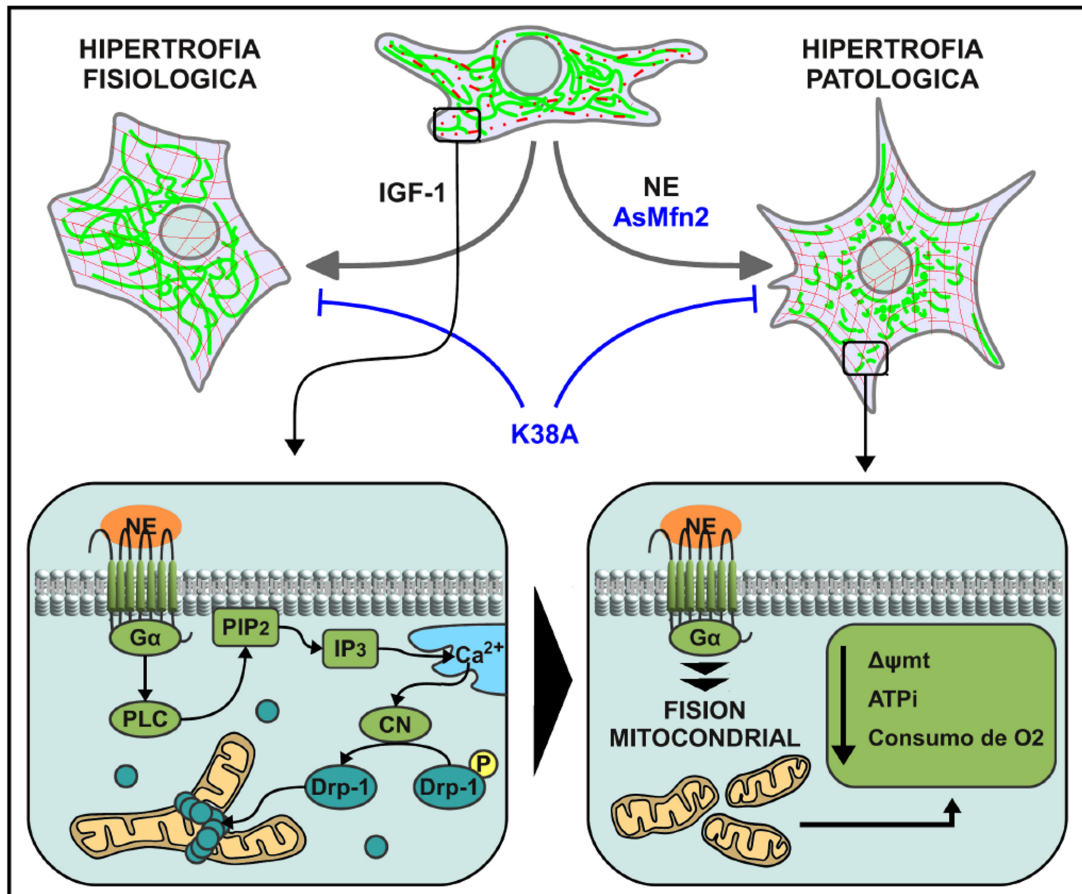 HIPERTROFIA
FISIOLOGICA
HIPERTROFIA
PATOLOGICA
IGF-1
NE
AsMfn2
K38A
NE
Gα
PIP2
IP3
Ca2+
PLC
CN
Drp-1
Drp-1
P
NE
Gα
FISION
MITOCONDRIAL
Δψmt
ATPi
Consumo de O2